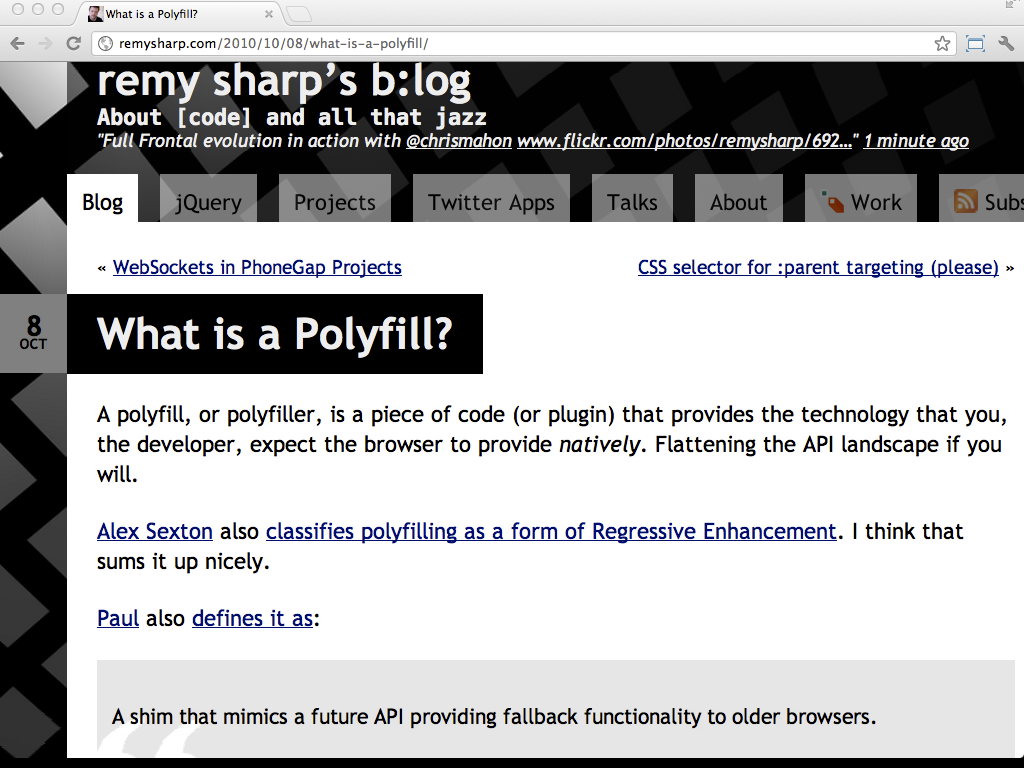 What is a Polyfill?
remysharp.com/2010/10/08/what-is-a-polyfill/
remy sharp's b:log
About [code] and all that jazz
"Full Frontal evolution in action with @chrismahon www.flickr.com/photos/remysharp/692…" 1 minute ago
Blog jQuery Projects Twitter Apps Talks About Work Subs
« WebSockets in PhoneGap Projects CSS selector for :parent targeting (please) »
8
OCT
What is a Polyfill?
A polyfill, or polyfiller, is a piece of code (or plugin) that provides the technology that you,
the developer, expect the browser to provide natively. Flattening the API landscape if you
will.
Alex Sexton also classifies polyfilling as a form of Regressive Enhancement. I think that
sums it up nicely.
Paul also defines it as:
A shim that mimics a future API providing fallback functionality to older browsers.